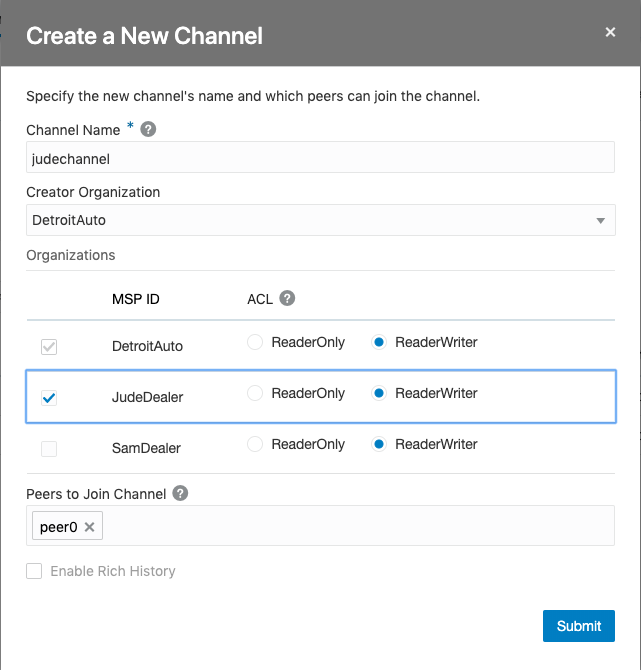 Create a New Channel ×
Specify the new channel's name and which peers can join the channel.
Channel Name * ?
judechannel
Creator Organization
DetroitAuto
Organizations
MSP ID ACL ?
DetroitAuto ReaderOnly ReaderWriter
JudeDealer ReaderOnly ReaderWriter
SamDealer ReaderOnly ReaderWriter
Peers to Join Channel ?
peer0 ×
Enable Rich History
Submit